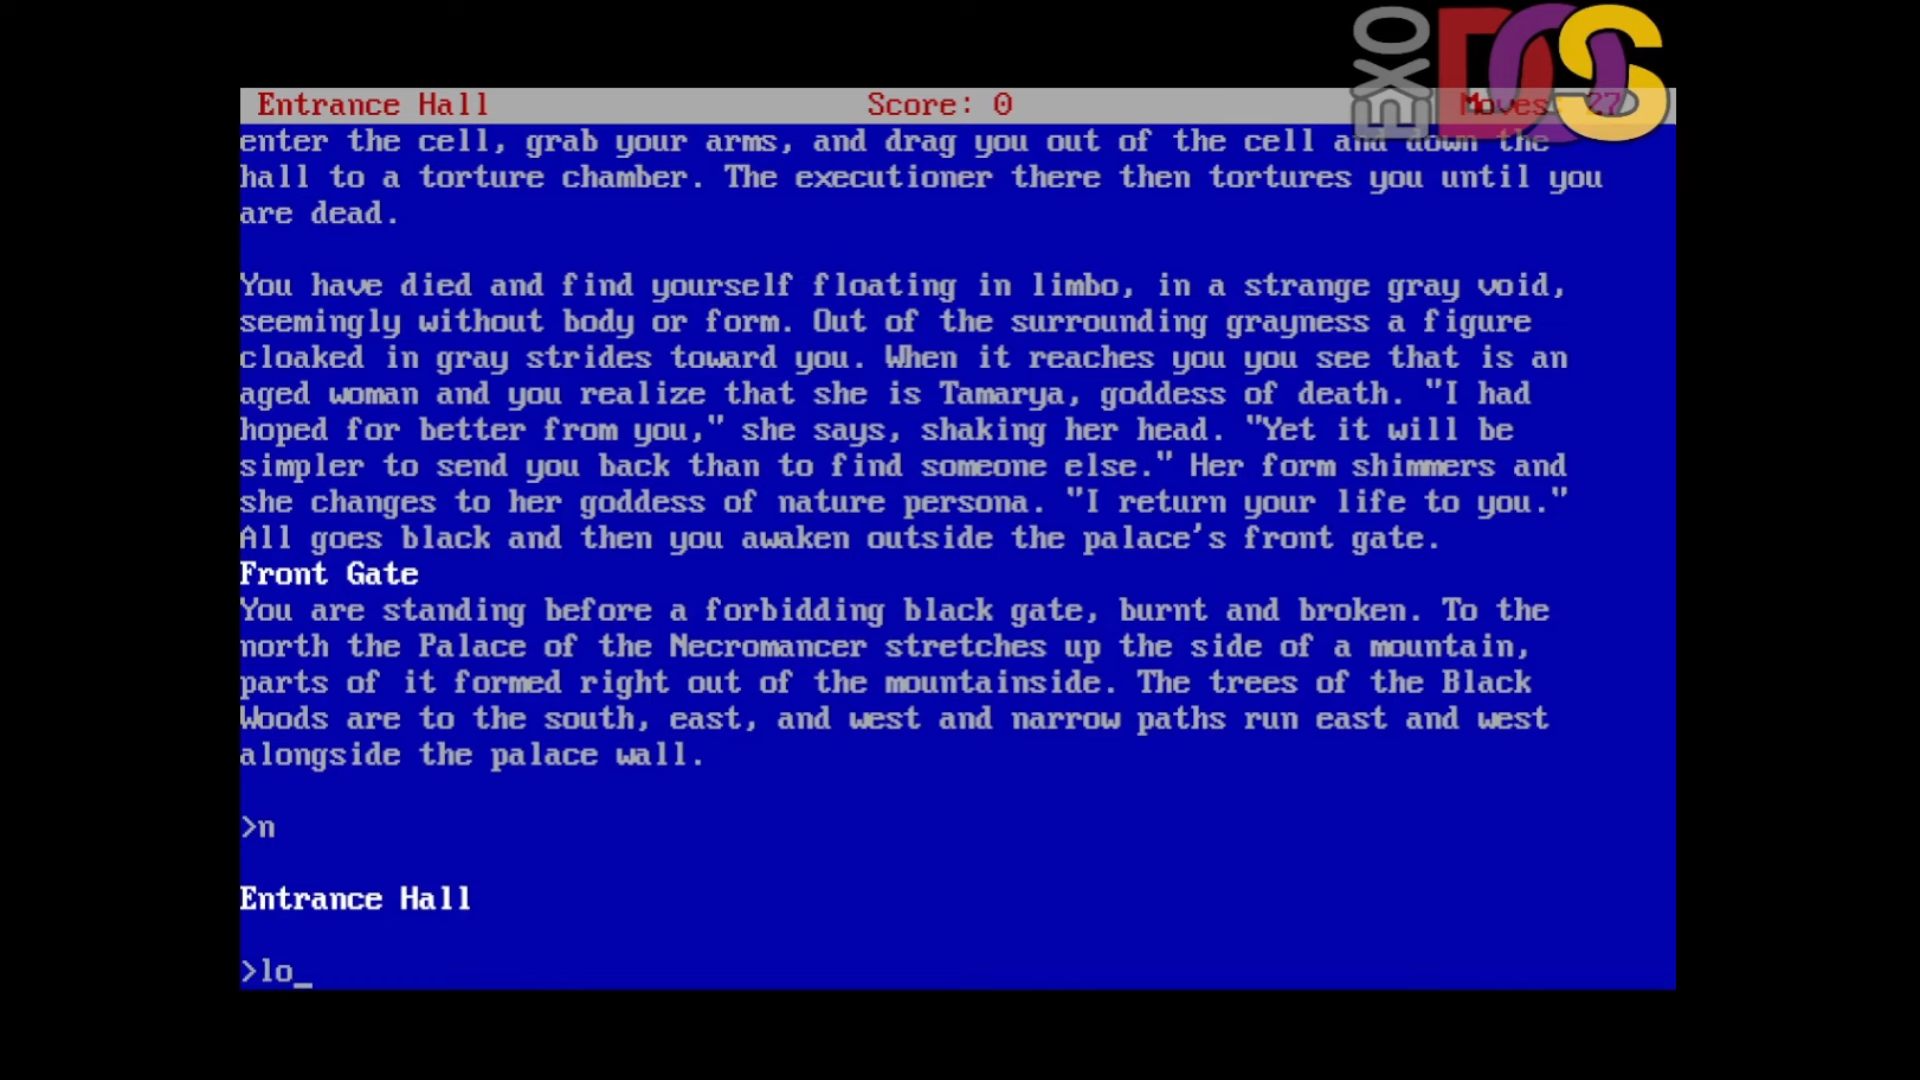 EXO DOS
Entrance Hall Score: 0 Moves: 27
enter the cell, grab your arms, and drag you out of the cell and down the
hall to a torture chamber. The executioner there then tortures you until you
are dead.
You have died and find yourself floating in limbo, in a strange gray void,
seemingly without body or form. Out of the surrounding grayness a figure
cloaked in gray strides toward you. When it reaches you you see that is an
aged woman and you realize that she is Tamarya, goddess of death. "I had
hoped for better from you," she says, shaking her head. "Yet it will be
simpler to send you back than to find someone else." Her form shimmers and
she changes to her goddess of nature persona. "I return your life to you."
All goes black and then you awaken outside the palace's front gate.
Front Gate
You are standing before a forbidding black gate, burnt and broken. To the
north the Palace of the Necromancer stretches up the side of a mountain,
parts of it formed right out of the mountainside. The trees of the Black
Woods are to the south, east, and west and narrow paths run east and west
alongside the palace wall.
>n
Entrance Hall
>lo_